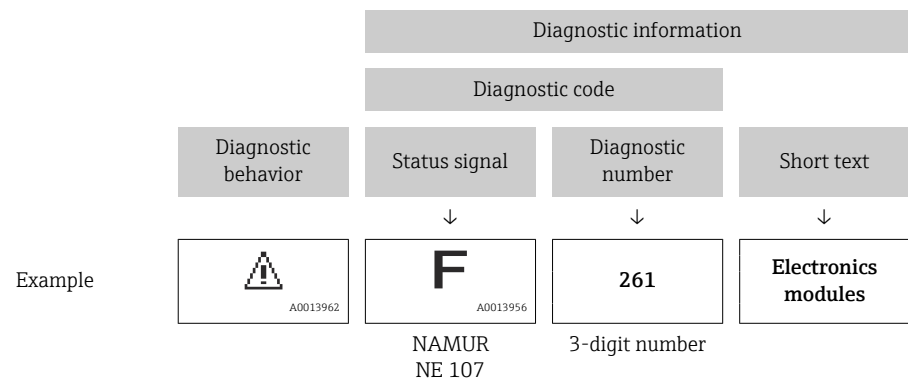 Diagnostic information
Diagnostic code
Diagnostic
behavior
Status signal
Diagnostic
number
Short text
↓ ↓ ↓
Example
A0013962
F
A0013956
261
Electronics
modules
NAMUR
NE 107
3-digit number